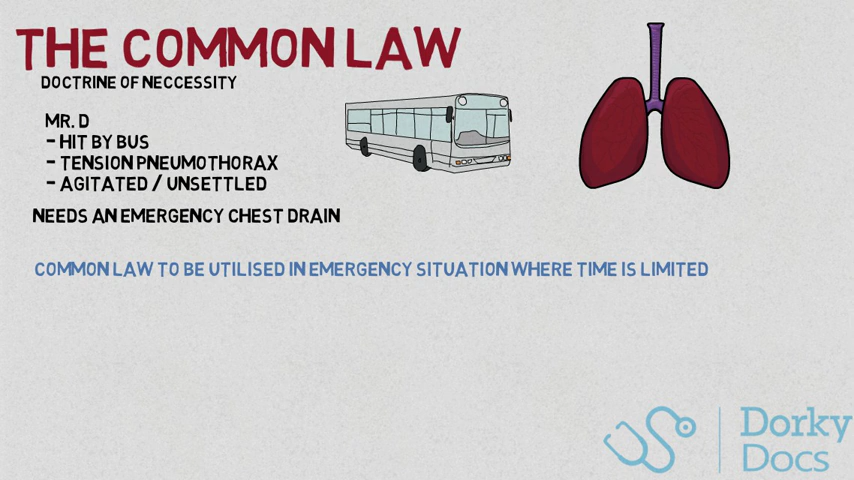 THE COMMON LAW
DOCTRINE OF NECCESSITY
MR. D
- HIT BY BUS
- TENSION PNEUMOTHORAX
- AGITATED / UNSETTLED
NEEDS AN EMERGENCY CHEST DRAIN
COMMON LAW TO BE UTILISED IN EMERGENCY SITUATION WHERE TIME IS LIMITED
Dorky
Docs